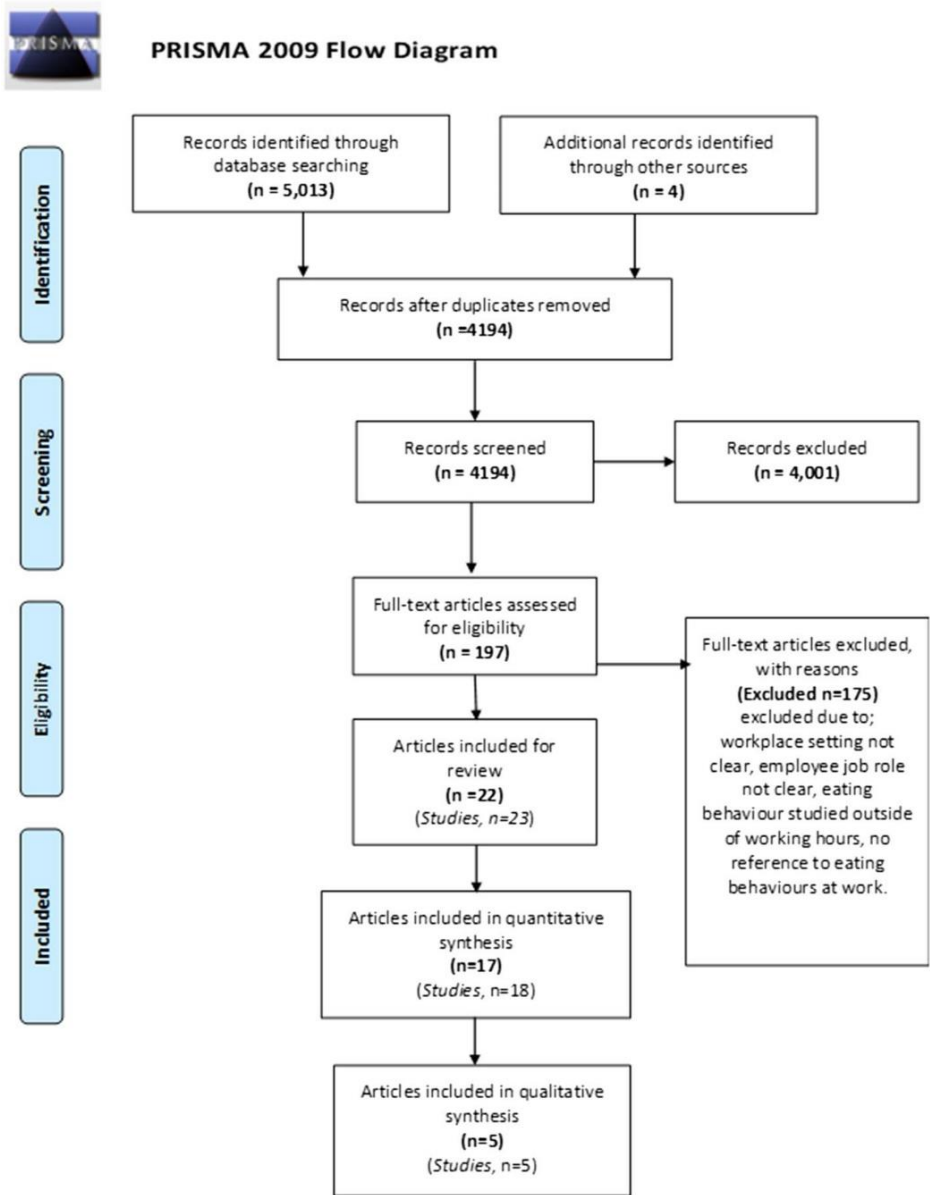 PRISMA
PRISMA 2009 Flow Diagram
Records identified through
database searching
(n = 5,013)
Additional records identified
through other sources
(n = 4)
Identification
Records after duplicates removed
(n =4194)
Screening
Records screened
(n = 4194)
Records excluded
(n = 4,001)
Eligibility
Full-text articles assessed
for eligibility
(n = 197)
Full-text articles excluded,
with reasons
(Excluded n=175)
excluded due to;
workplace setting not
clear, employee job role
not clear, eating
behaviour studied outside
of working hours, no
reference to eating
behaviours at work.
Articles included for
review
(n =22)
(Studies, n=23)
Included
Articles included in quantitative
synthesis
(n=17)
(Studies, n=18)
Articles included in qualitative
synthesis
(n=5)
(Studies, n=5)